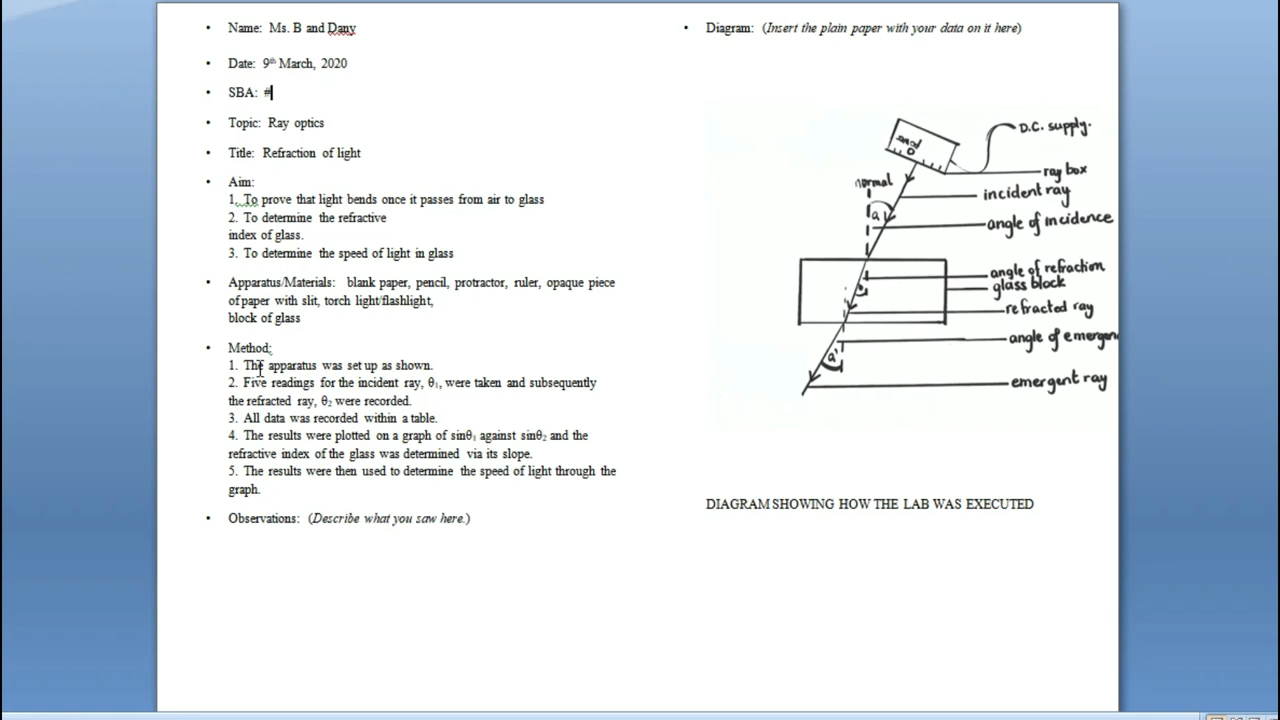 Name: Ms. B and Dany
Date: 9th March, 2020
SBA: #
Topic: Ray optics
Title: Refraction of light
Aim:
1. To prove that light bends once it passes from air to glass
2. To determine the refractive
index of glass.
3. To determine the speed of light in glass
Apparatus/Materials: blank paper, pencil, protractor, ruler, opaque piece
of paper with slit, torch light/flashlight,
block of glass
Method:
1. The apparatus was set up as shown.
2. Five readings for the incident ray, θ₁, were taken and subsequently
the refracted ray, θ₂ were recorded.
3. All data was recorded within a table.
4. The results were plotted on a graph of sinθ₁ against sinθ₂ and the
refractive index of the glass was determined via its slope.
5. The results were then used to determine the speed of light through the
graph.
Observations: (Describe what you saw here.)
Diagram: (Insert the plain paper with your data on it here)
D.C. supply.
ray box
normal
incident ray
a
angle of incidence
angle of refraction
glass block
refracted ray
angle of emergen
a'
emergent ray
DIAGRAM SHOWING HOW THE LAB WAS EXECUTED